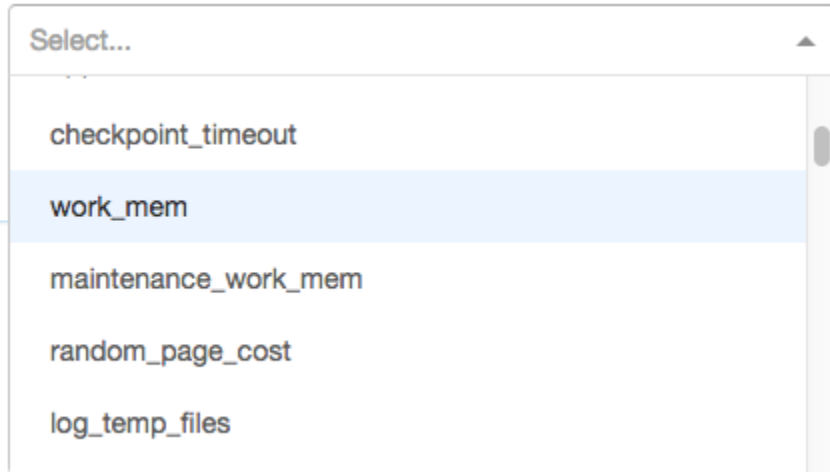 Select...
checkpoint_timeout
work_mem
maintenance_work_mem
random_page_cost
log_temp_files